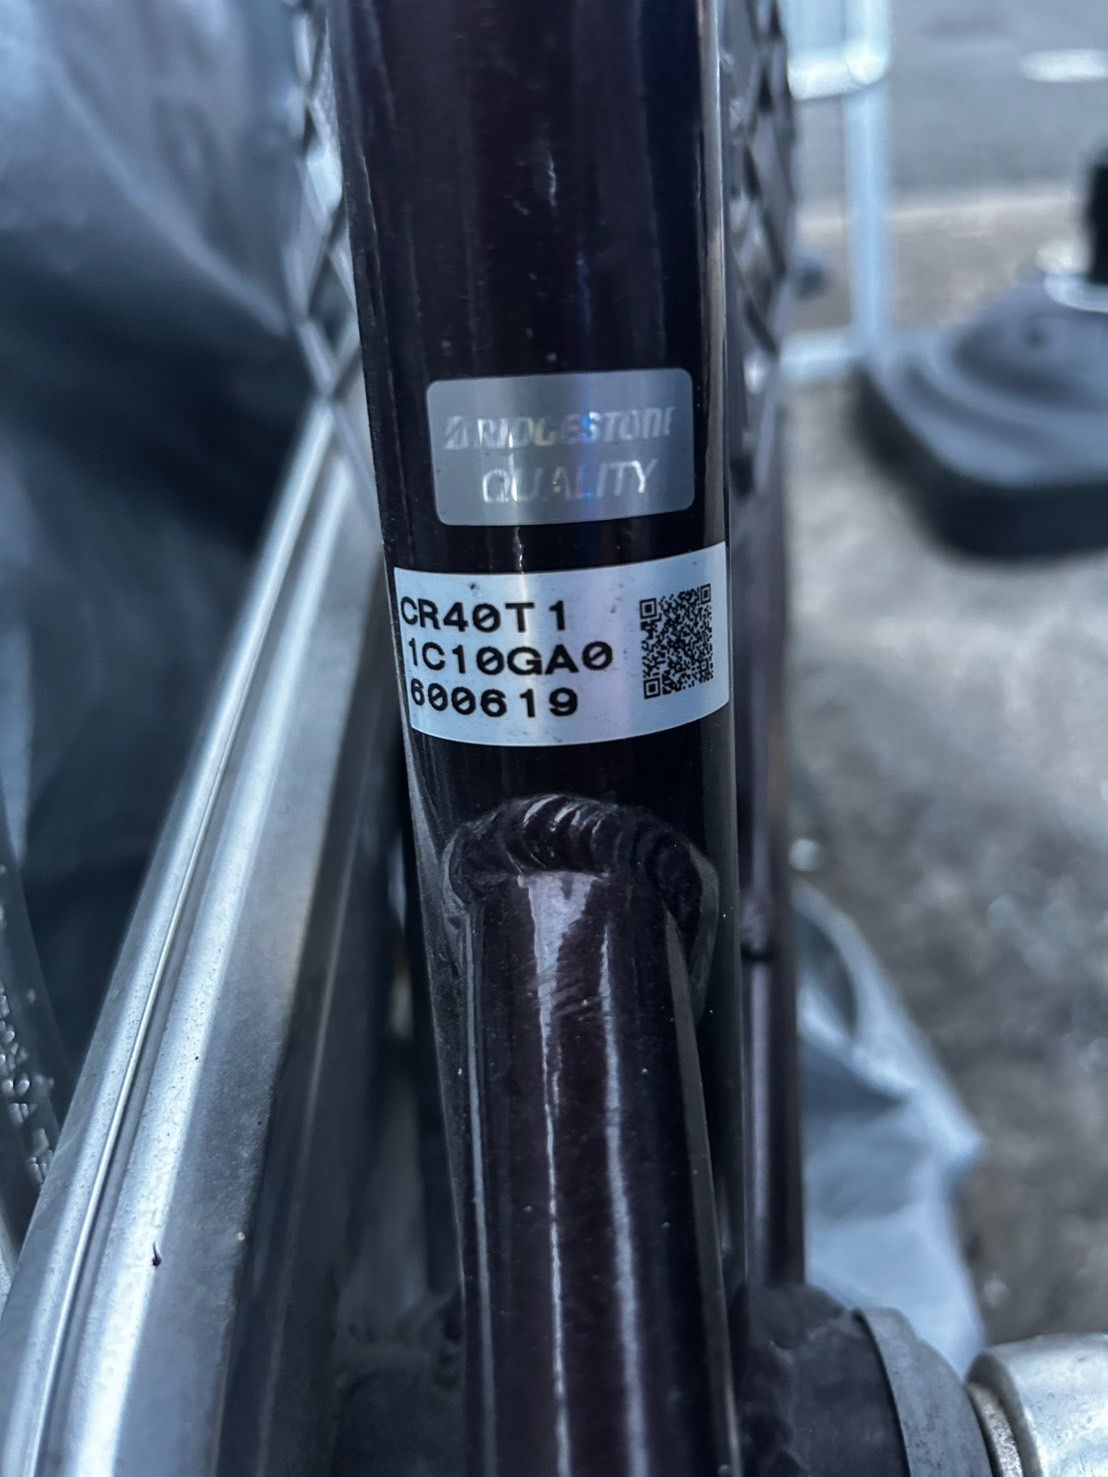 BRIDGESTONE
QUALITY
CR40T1
1C10GA0
600619